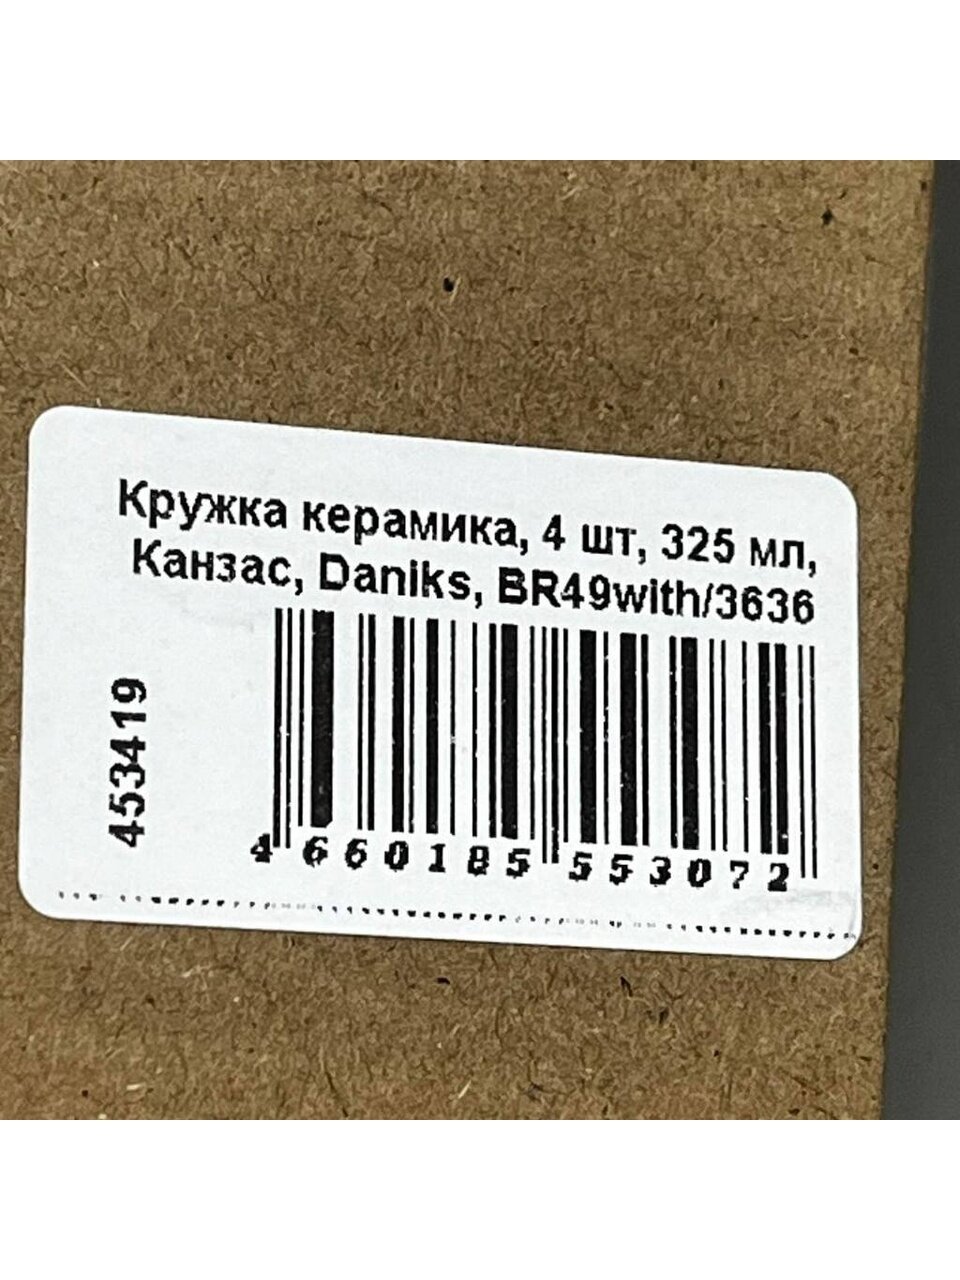 Кружка керамика, 4 шт, 325 мл,
Канзас, Daniks, BR49with/3636
453419
4 660185 553072